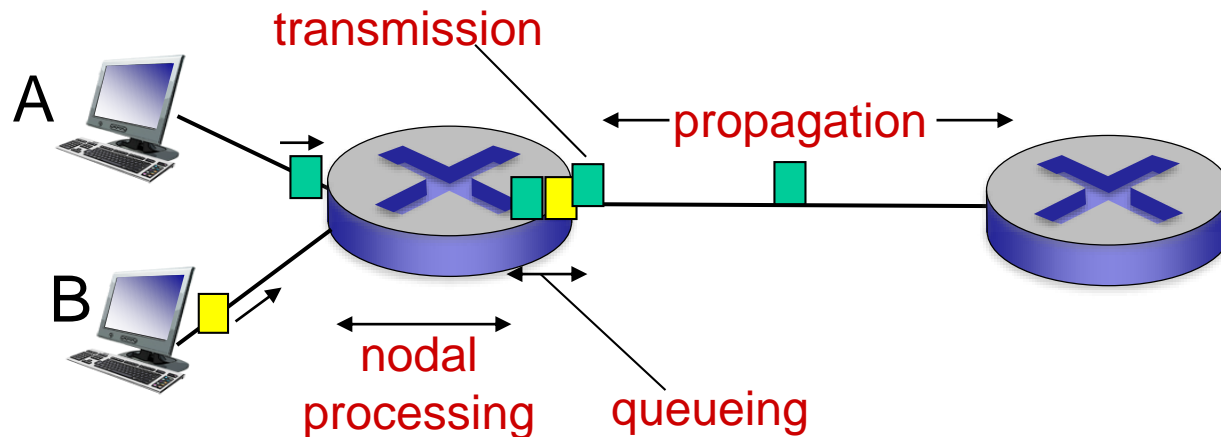 transmission
A
propagation
B
nodal
processing
queueing